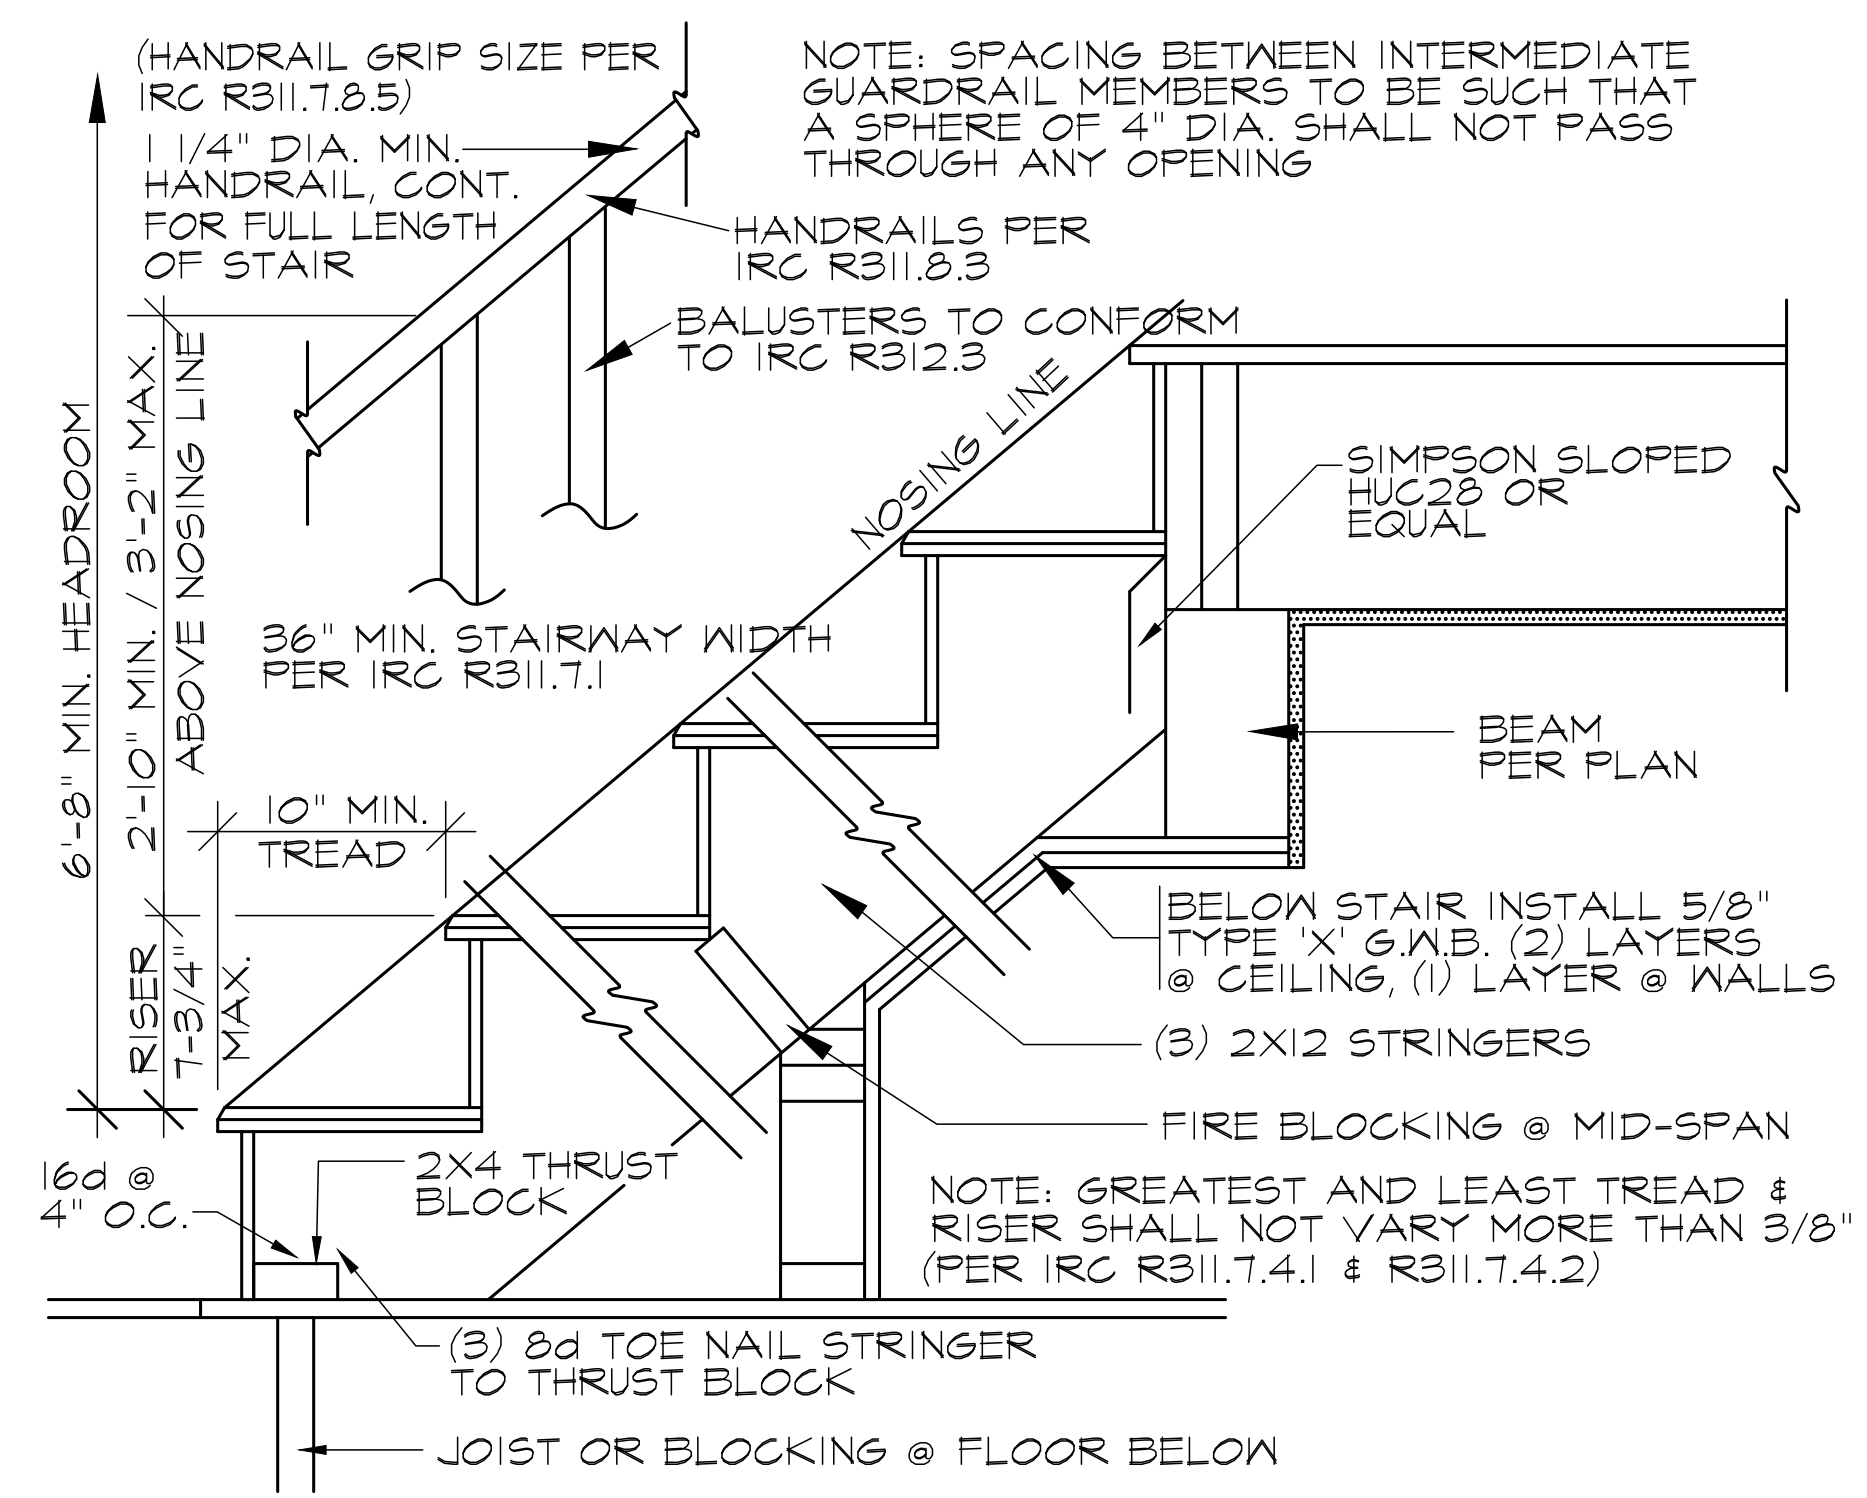 (HANDRAIL GRIP SIZE PER
IRC R311.7.8.5)
1 1/4" DIA. MIN.
HANDRAIL, CONT.
FOR FULL LENGTH
OF STAIR
NOTE: SPACING BETWEEN INTERMEDIATE
GUARDRAIL MEMBERS TO BE SUCH THAT
A SPHERE OF 4" DIA. SHALL NOT PASS
THROUGH ANY OPENING
HANDRAILS PER
IRC R311.8.3
BALUSTERS TO CONFORM
TO IRC R312.3
NOSING LINE
SIMPSON SLOPED
HUC28 OR
EQUAL
6'-8" MIN. HEADROOM
2'-10" MIN. / 3'-2" MAX.
ABOVE NOSING LINE
36" MIN. STAIRWAY WIDTH
PER IRC R311.7.1
BEAM
PER PLAN
10" MIN.
TREAD
RISER
7-3/4"
MAX.
BELOW STAIR INSTALL 5/8"
TYPE 'X' G.W.B. (2) LAYERS
@ CEILING, (1) LAYER @ WALLS
(3) 2X12 STRINGERS
FIRE BLOCKING @ MID-SPAN
16d @
4" O.C.
2X4 THRUST
BLOCK
NOTE: GREATEST AND LEAST TREAD &
RISER SHALL NOT VARY MORE THAN 3/8"
(PER IRC R311.7.4.1 & R311.7.4.2)
(3) 8d TOE NAIL STRINGER
TO THRUST BLOCK
JOIST OR BLOCKING @ FLOOR BELOW